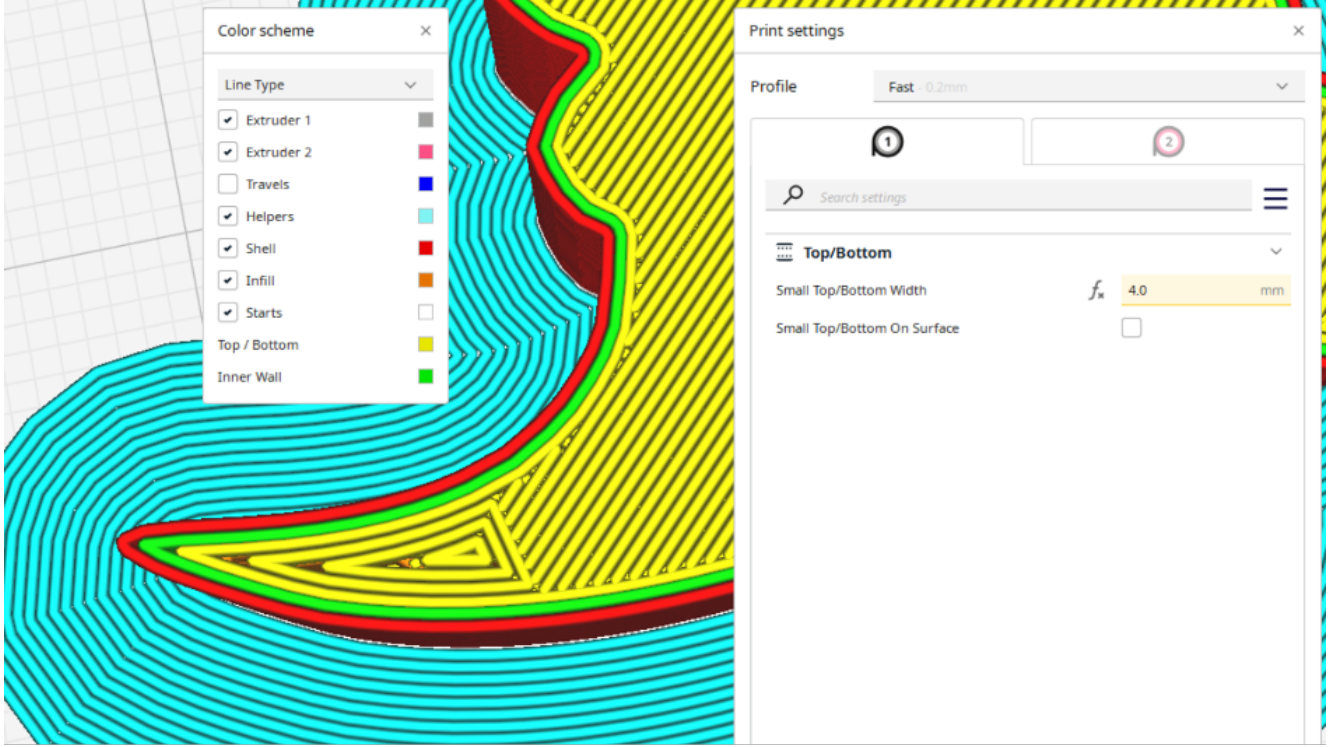 Color scheme
Line Type
Extruder 1
Extruder 2
Travels
Helpers
Shell
Infill
Starts
Top / Bottom
Inner Wall
Print settings
Profile
Fast - 0.2mm
1
2
Search settings
Top/Bottom
Small Top/Bottom Width
4.0 mm
Small Top/Bottom On Surface